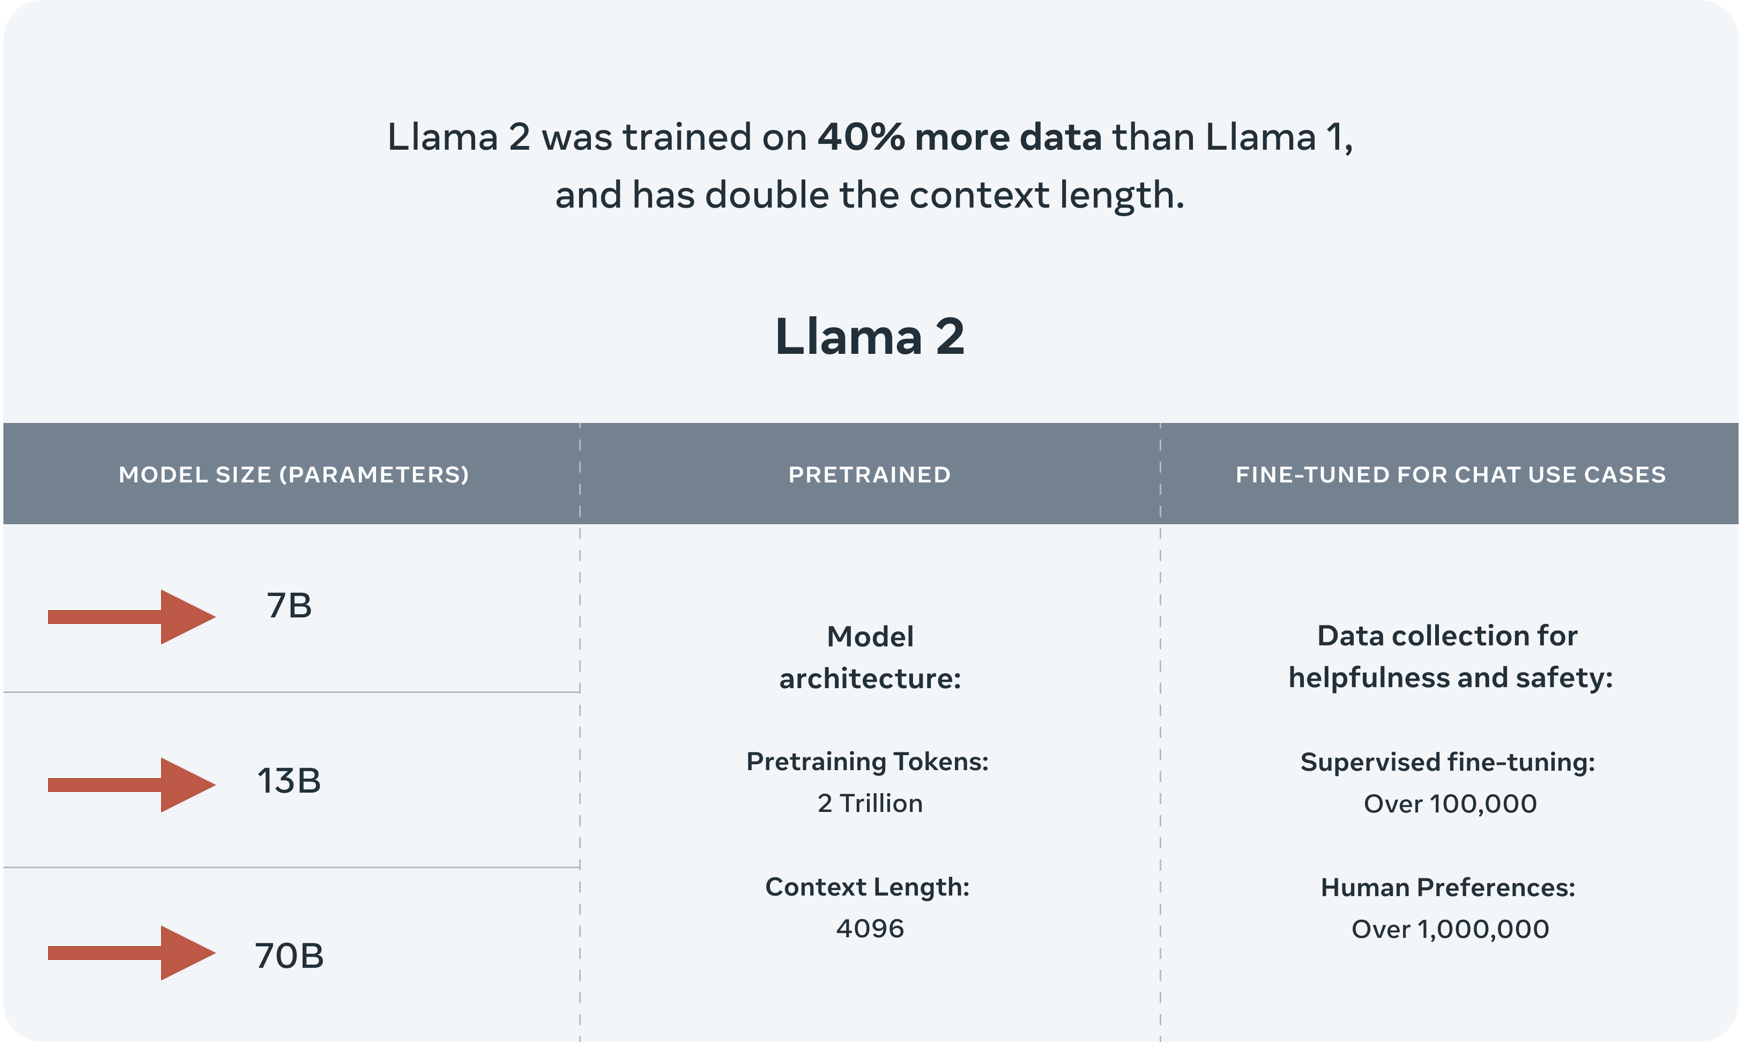 Llama 2 was trained on 40% more data than Llama 1,
and has double the context length.
Llama 2
MODEL SIZE (PARAMETERS)
PRETRAINED
FINE-TUNED FOR CHAT USE CASES
7B
13B
70B
Model
architecture:
Pretraining Tokens:
2 Trillion
Context Length:
4096
Data collection for
helpfulness and safety:
Supervised fine-tuning:
Over 100,000
Human Preferences:
Over 1,000,000